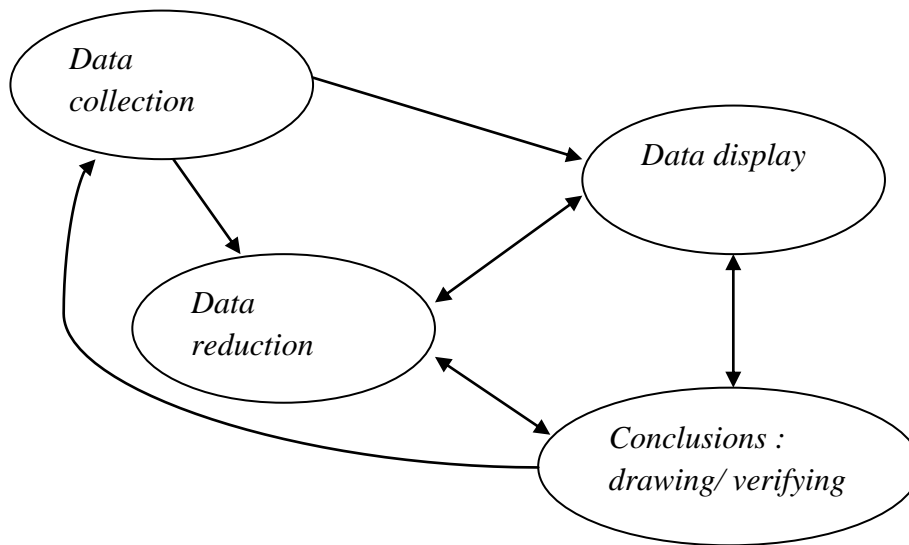 Data
collection
Data display
Data
reduction
Conclusions :
drawing/ verifying